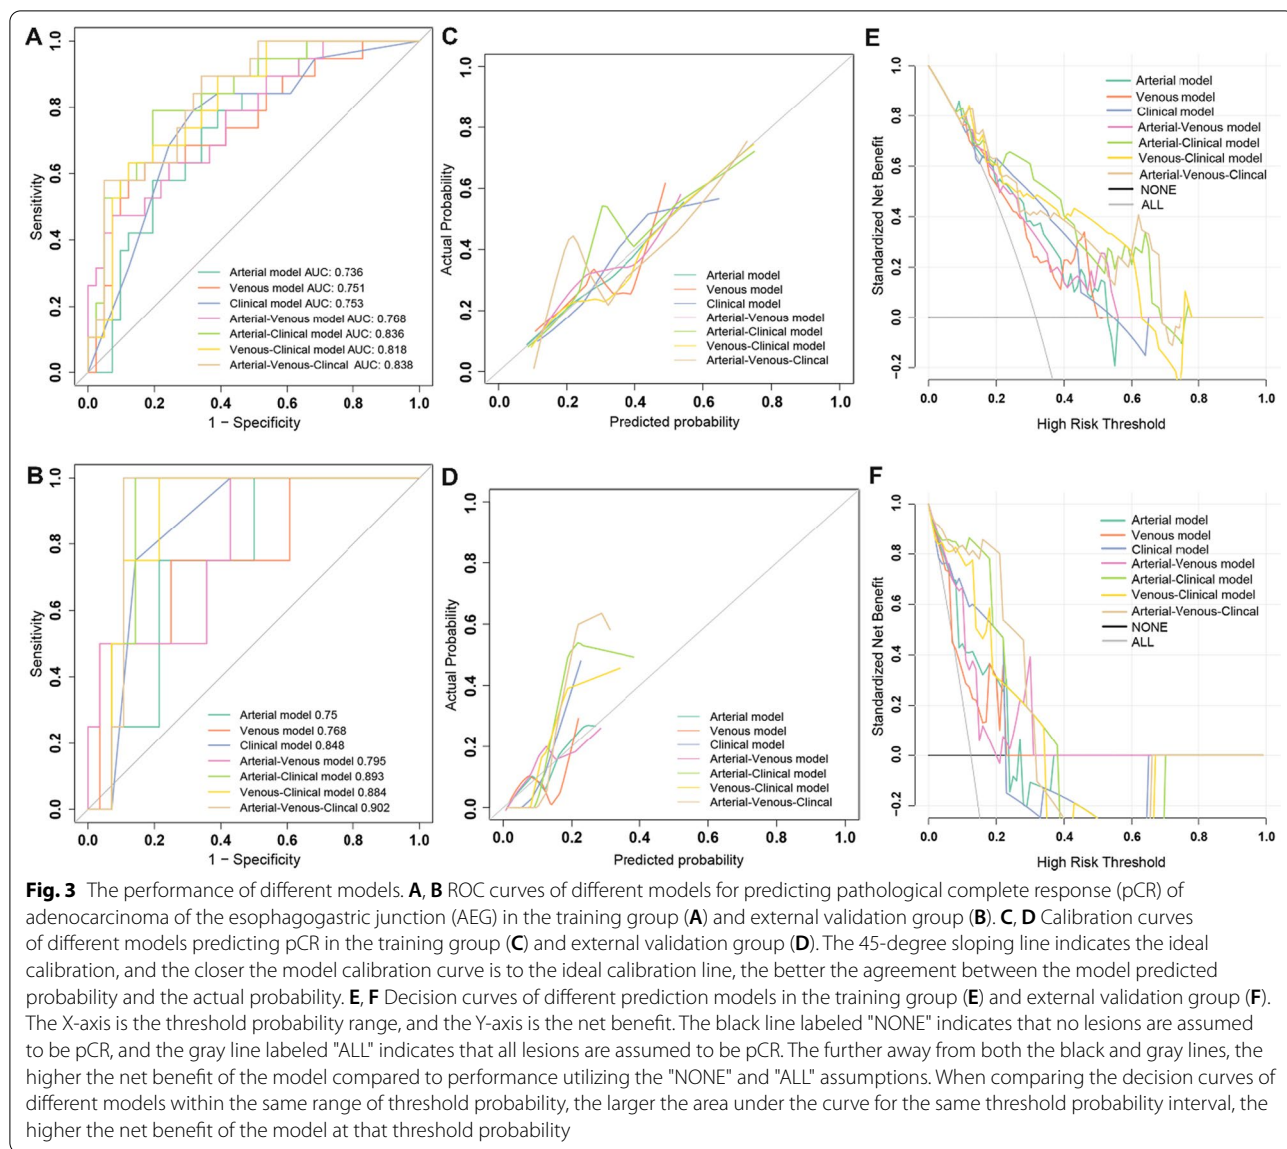 A
Sensitivity
1.0
0.8
0.6
0.4
0.2
0.0
Arterial model AUC: 0.736
Venous model AUC: 0.751
Clinical model AUC: 0.753
Arterial-Venous model AUC: 0.768
Arterial-Clinical model AUC: 0.836
Venous-Clinical model AUC: 0.818
Arterial-Venous-Clincal AUC: 0.838
0.0 0.2 0.4 0.6 0.8 1.0
1 − Specificity
C
Actual Probability
1.0
0.8
0.6
0.4
0.2
0.0
Arterial model
Venous model
Clinical model
Arterial-Venous model
Arterial-Clinical model
Venous-Clinical model
Arterial-Venous-Clincal
0.0 0.2 0.4 0.6 0.8 1.0
Predicted probability
E
Standardized Net Benefit
1.0
0.8
0.6
0.4
0.2
0.0
−0.2
Arterial model
Venous model
Clinical model
Arterial-Venous model
Arterial-Clinical model
Venous-Clinical model
Arterial-Venous-Clincal
NONE
ALL
0.0 0.2 0.4 0.6 0.8 1.0
High Risk Threshold
B
Sensitivity
1.0
0.8
0.6
0.4
0.2
0.0
Arterial model 0.75
Venous model 0.768
Clinical model 0.848
Arterial-Venous model 0.795
Arterial-Clinical model 0.893
Venous-Clinical model 0.884
Arterial-Venous-Clincal 0.902
0.0 0.2 0.4 0.6 0.8 1.0
1 − Specificity
D
Actual Probability
1.0
0.8
0.6
0.4
0.2
0.0
Arterial model
Venous model
Clinical model
Arterial-Venous model
Arterial-Clinical model
Venous-Clinical model
Arterial-Venous-Clincal
0.0 0.2 0.4 0.6 0.8 1.0
Predicted probability
F
Standardized Net Benefit
1.0
0.8
0.6
0.4
0.2
0.0
−0.2
Arterial model
Venous model
Clinical model
Arterial-Venous model
Arterial-Clinical model
Venous-Clinical model
Arterial-Venous-Clincal
NONE
ALL
0.0 0.2 0.4 0.6 0.8 1.0
High Risk Threshold
Fig. 3 The performance of different models. A, B ROC curves of different models for predicting pathological complete response (pCR) of
adenocarcinoma of the esophagogastric junction (AEG) in the training group (A) and external validation group (B). C, D Calibration curves
of different models predicting pCR in the training group (C) and external validation group (D). The 45-degree sloping line indicates the ideal
calibration, and the closer the model calibration curve is to the ideal calibration line, the better the agreement between the model predicted
probability and the actual probability. E, F Decision curves of different prediction models in the training group (E) and external validation group (F).
The X-axis is the threshold probability range, and the Y-axis is the net benefit. The black line labeled "NONE" indicates that no lesions are assumed
to be pCR, and the gray line labeled "ALL" indicates that all lesions are assumed to be pCR. The further away from both the black and gray lines, the
higher the net benefit of the model compared to performance utilizing the "NONE" and "ALL" assumptions. When comparing the decision curves of
different models within the same range of threshold probability, the larger the area under the curve for the same threshold probability interval, the
higher the net benefit of the model at that threshold probability